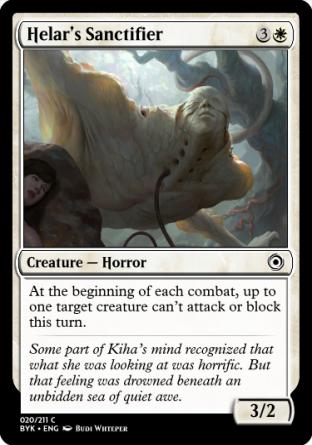 Helar's Sanctifier 3
Creature — Horror
At the beginning of each combat, up to
one target creature can't attack or block
this turn.
Some part of Kiha's mind recognized that
what she was looking at was horrific. But
that feeling was drowned beneath an
unbidden sea of quiet awe.
3/2
020/211 C
BYK • ENG Budi Whteper